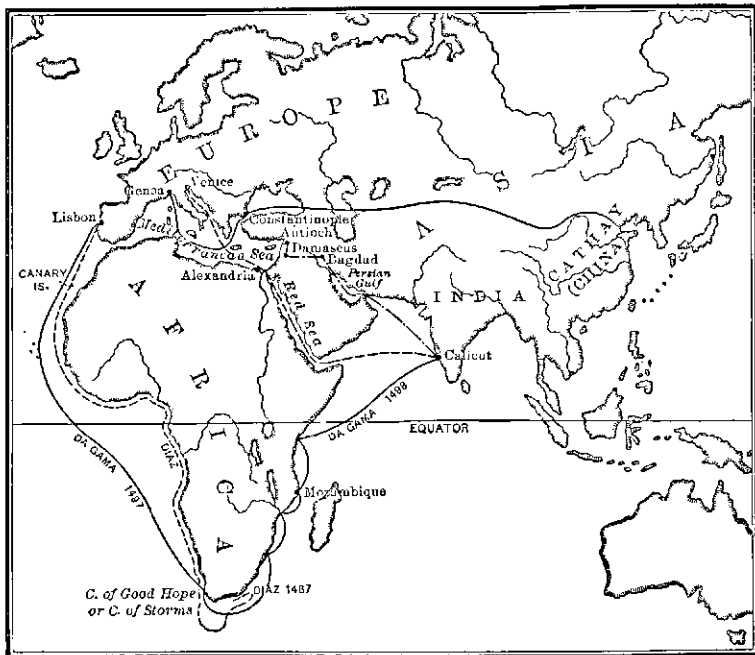 EUROPE
ASIA
Venice
Genoa
Lisbon
Constantinople
Mediterranean Sea
Antioch
Damascus
Bagdad
Alexandria
Persian
Gulf
CATHAY
(CHINA)
CANARY
IS.
AFRICA
Red Sea
INDIA
Calicut
DA GAMA 1498
EQUATOR
DIAZ
DA GAMA 1497
Mozambique
C. of Good Hope
or C. of Storms
DIAZ 1487